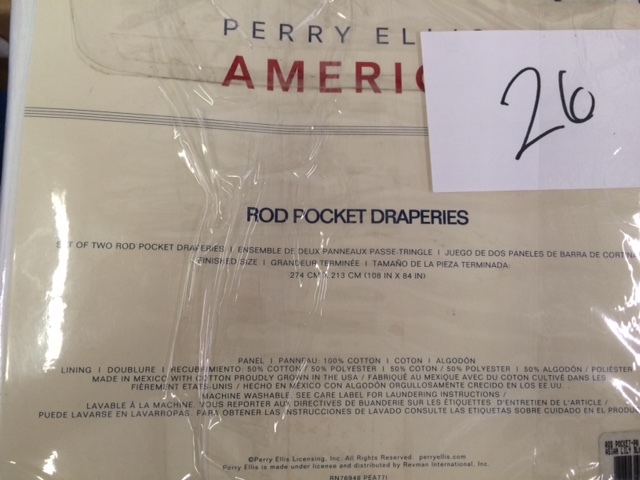 PERRY ELLIS
AMERIC
26
ROD POCKET DRAPERIES
SET OF TWO ROD POCKET DRAPERIES | ENSEMBLE DE DEUX PANNEAUX PASSE-TRINGLE | JUEGO DE DOS PANELES DE BARRA DE CORTINA
FINISHED SIZE | GRANDEUR TERMINÉE | TAMAÑO DE LA PIEZA TERMINADA:
274 CM X 213 CM (108 IN X 84 IN)
PANEL | PANNEAU: 100% COTTON | COTON | ALGODÓN
LINING | DOUBLURE | RECUBRIMIENTO: 50% COTTON / 50% POLYESTER | 50% COTON / 50% POLYESTER | 50% ALGODÓN / POLIÉSTER
MADE IN MEXICO WITH COTTON PROUDLY GROWN IN THE USA / FABRIQUÉ AU MEXIQUE AVEC DU COTON CULTIVÉ DANS LES
FIÈREMENT ÉTATS-UNIS / HECHO EN MÉXICO CON ALGODÓN ORGULLOSAMENTE CRECIDO EN LOS EE.UU.
MACHINE WASHABLE. SEE CARE LABEL FOR LAUNDERING INSTRUCTIONS /
LAVABLE À LA MACHINE. VOUS REPORTER AUX DIRECTIVES DE BUANDERIE SUR LES ÉTIQUETTES D'ENTRETIEN DE L'ARTICLE /
PUEDE LAVARSE EN LAVARROPAS. PARA OBTENER LAS INSTRUCCIONES DE LAVADO CONSULTE LAS ETIQUETAS SOBRE CUIDADO EN EL PRODU
©Perry Ellis Licensing, Inc. All Rights Reserved. perryellis.com
Perry Ellis is made under license and distributed by Revman International, Inc.
RN76946 PEA771
ROD POCKET